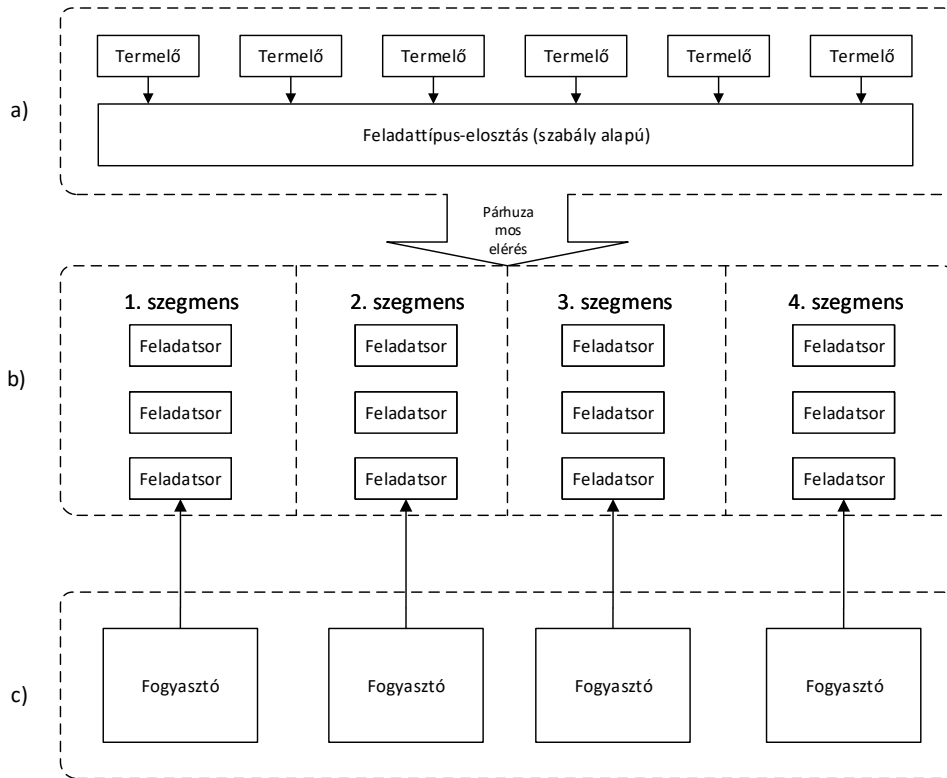 a)
Termelő Termelő Termelő Termelő Termelő Termelő
Feladattípus-elosztás (szabály alapú)
Párhuza
mos
elérés
b)
1. szegmens 2. szegmens 3. szegmens 4. szegmens
Feladatsor Feladatsor Feladatsor Feladatsor
Feladatsor Feladatsor Feladatsor Feladatsor
Feladatsor Feladatsor Feladatsor Feladatsor
c)
Fogyasztó Fogyasztó Fogyasztó Fogyasztó